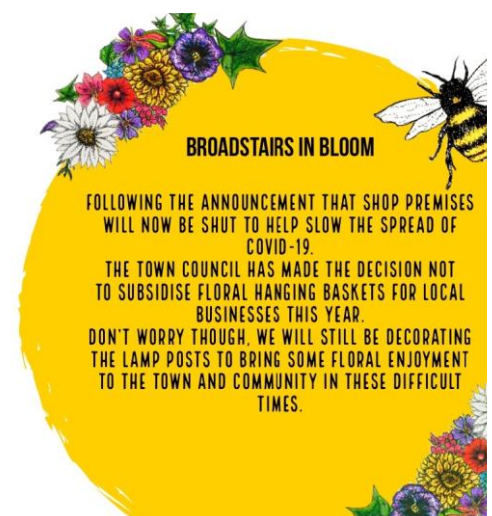 BROADSTAIRS IN BLOOM
FOLLOWING THE ANNOUNCEMENT THAT SHOP PREMISES
WILL NOW BE SHUT TO HELP SLOW THE SPREAD OF
COVID-19.
THE TOWN COUNCIL HAS MADE THE DECISION NOT
TO SUBSIDISE FLORAL HANGING BASKETS FOR LOCAL
BUSINESSES THIS YEAR.
DON'T WORRY THOUGH, WE WILL STILL BE DECORATING
THE LAMP POSTS TO BRING SOME FLORAL ENJOYMENT
TO THE TOWN AND COMMUNITY IN THESE DIFFICULT
TIMES.